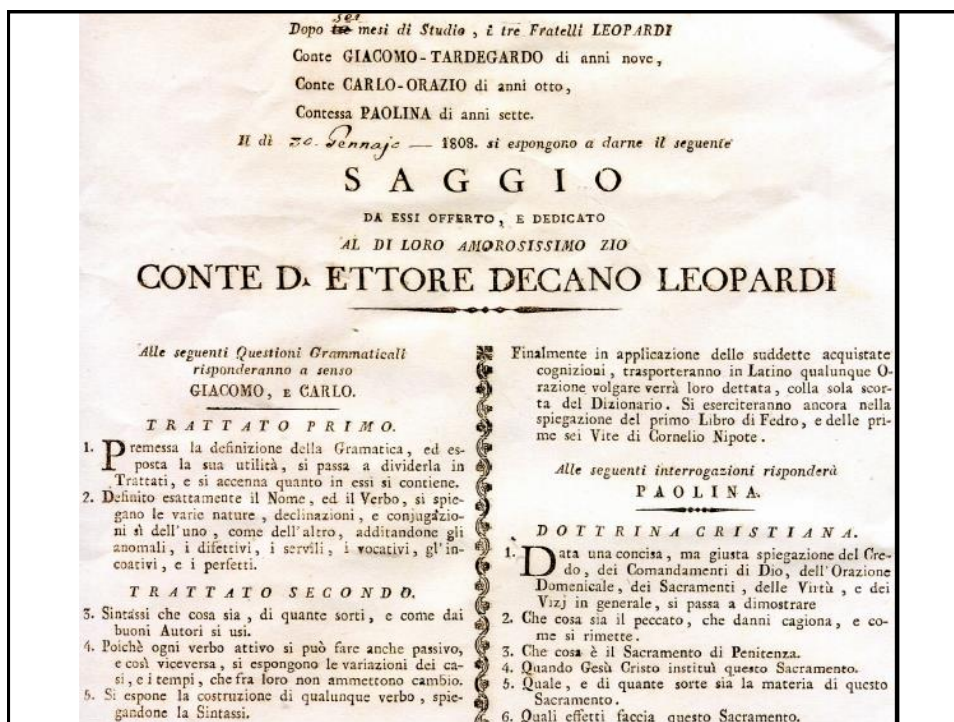 sei
Dopo tre mesi di Studio, i tre Fratelli LEOPARDI
Conte GIACOMO-TARDEGARDO di anni nove,
Conte CARLO-ORAZIO di anni otto,
Contessa PAOLINA di anni sette.
Il dì 30. Gennajo — 1808. si espongono a darne il seguente
SAGGIO
DA ESSI OFFERTO, E DEDICATO
AL DI LORO AMOROSISSIMO ZIO
CONTE D. ETTORE DECANO LEOPARDI
Alle seguenti Questioni Grammaticali
risponderanno a senso
GIACOMO, E CARLO.
TRATTATO PRIMO.
1. Premessa la definizione della Gramatica, ed es-
posta la sua utilità, si passa a dividerla in
Trattati, e si accenna quanto in essi si contiene.
2. Definito esattamente il Nome, ed il Verbo, si spie-
gano le varie nature, declinazioni, e conjugazio-
ni sì dell'uno, come dell'altro, additandone gli
anomali, i difettivi, i servili, i vocativi, gl'in-
coativi, e i perfetti.
TRATTATO SECONDO.
3. Sintassi che cosa sia, di quante sorti, e come dai
buoni Autori si usi.
4. Poichè ogni verbo attivo si può fare anche passivo,
e così viceversa, si espongono le variazioni dei ca-
si, e i tempi, che fra loro non ammettono cambio.
5. Si espone la costruzione di qualunque verbo, spie-
gandone la Sintassi.
Finalmente in applicazione delle suddette acquistate
cognizioni, trasporteranno in Latino qualunque O-
razione volgare verrà loro dettata, colla sola scor-
ta del Dizionario. Si eserciteranno ancora nella
spiegazione del primo Libro di Fedro, e delle pri-
me sei Vite di Cornelio Nipote.
Alle seguenti interrogazioni risponderà
PAOLINA.
DOTTRINA CRISTIANA.
1. Data una concisa, ma giusta spiegazione del Cre-
do, dei Comandamenti di Dio, dell'Orazione
Domenicale, dei Sacramenti, delle Virtù, e dei
Vizj in generale, si passa a dimostrare
2. Che cosa sia il peccato, che danni cagiona, e co-
me si rimette.
3. Che cosa è il Sacramento di Penitenza.
4. Quando Gesù Cristo instituì questo Sacramento.
5. Quale, e di quante sorte sia la materia di questo
Sacramento.
6. Quali effetti faccia questo Sacramento.